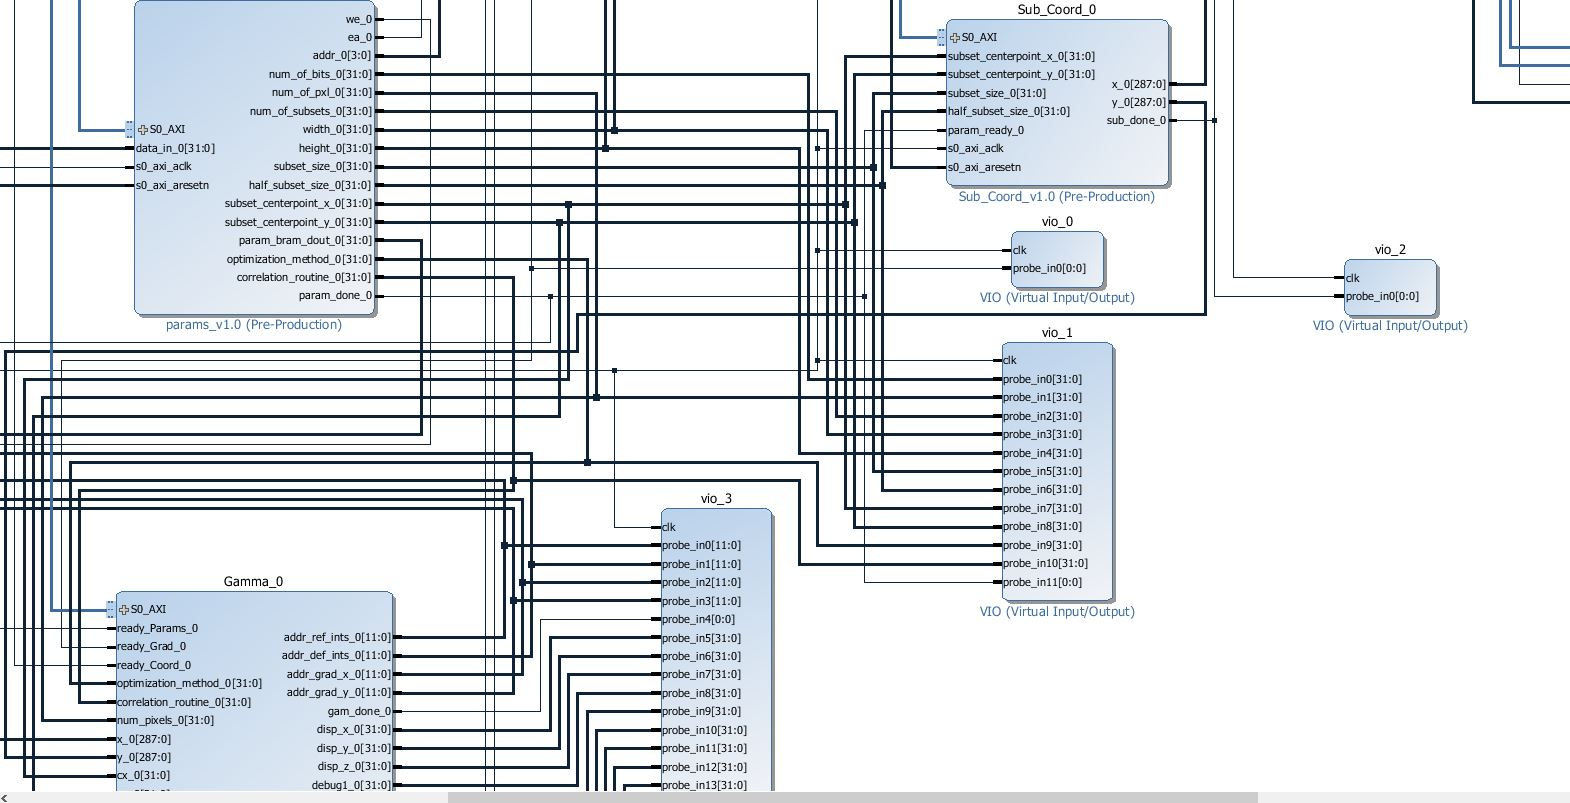 we_0
ea_0
addr_0[3:0]
num_of_bits_0[31:0]
num_of_pxl_0[31:0]
num_of_subsets_0[31:0]
S0_AXI
width_0[31:0]
data_in_0[31:0]
height_0[31:0]
s0_axi_aclk
subset_size_0[31:0]
s0_axi_aresetn
half_subset_size_0[31:0]
subset_centerpoint_x_0[31:0]
subset_centerpoint_y_0[31:0]
param_bram_dout_0[31:0]
optimization_method_0[31:0]
correlation_routine_0[31:0]
param_done_0
params_v1.0 (Pre-Production)
Sub_Coord_0
S0_AXI
subset_centerpoint_x_0[31:0]
subset_centerpoint_y_0[31:0]
x_0[287:0]
subset_size_0[31:0]
y_0[287:0]
half_subset_size_0[31:0]
sub_done_0
param_ready_0
s0_axi_aclk
s0_axi_aresetn
Sub_Coord_v1.0 (Pre-Production)
vio_0
clk
probe_in0[0:0]
VIO (Virtual Input/Output)
vio_2
clk
probe_in0[0:0]
VIO (Virtual Input/Output)
vio_1
clk
probe_in0[31:0]
probe_in1[31:0]
probe_in2[31:0]
probe_in3[31:0]
probe_in4[31:0]
probe_in5[31:0]
probe_in6[31:0]
probe_in7[31:0]
probe_in8[31:0]
probe_in9[31:0]
probe_in10[31:0]
probe_in11[0:0]
VIO (Virtual Input/Output)
vio_3
clk
probe_in0[11:0]
probe_in1[11:0]
probe_in2[11:0]
probe_in3[11:0]
probe_in4[0:0]
probe_in5[31:0]
probe_in6[31:0]
probe_in7[31:0]
probe_in8[31:0]
probe_in9[31:0]
probe_in10[31:0]
probe_in11[31:0]
probe_in12[31:0]
probe_in13[31:0]
Gamma_0
S0_AXI
ready_Params_0
addr_ref_ints_0[11:0]
ready_Grad_0
addr_def_ints_0[11:0]
ready_Coord_0
addr_grad_x_0[11:0]
optimization_method_0[31:0]
addr_grad_y_0[11:0]
correlation_routine_0[31:0]
gam_done_0
num_pixels_0[31:0]
disp_x_0[31:0]
x_0[287:0]
disp_y_0[31:0]
y_0[287:0]
disp_z_0[31:0]
cx_0[31:0]
debug1_0[31:0]